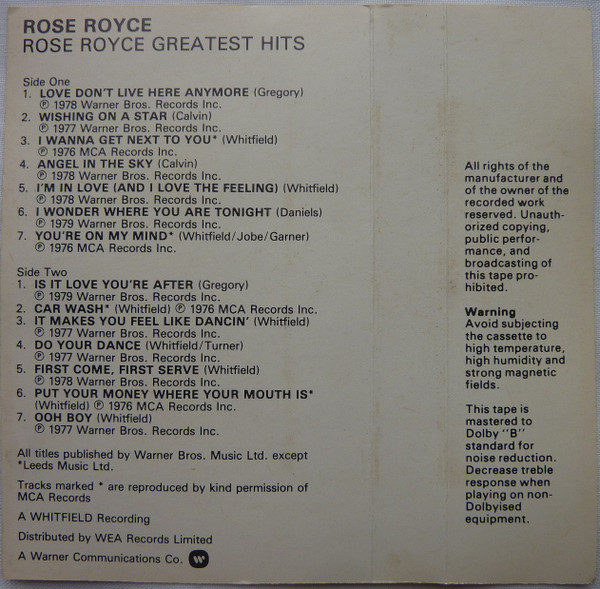 ROSE ROYCE
ROSE ROYCE GREATEST HITS
Side One
1. LOVE DON'T LIVE HERE ANYMORE (Gregory)
℗ 1978 Warner Bros. Records Inc.
2. WISHING ON A STAR (Calvin)
℗ 1977 Warner Bros. Records Inc.
3. I WANNA GET NEXT TO YOU* (Whitfield)
℗ 1976 MCA Records Inc.
4. ANGEL IN THE SKY (Calvin)
℗ 1978 Warner Bros. Records Inc.
5. I'M IN LOVE (AND I LOVE THE FEELING) (Whitfield)
℗ 1978 Warner Bros. Records Inc.
6. I WONDER WHERE YOU ARE TONIGHT (Daniels)
℗ 1979 Warner Bros. Records Inc.
7. YOU'RE ON MY MIND* (Whitfield/Jobe/Garner)
℗ 1976 MCA Records Inc.
Side Two
1. IS IT LOVE YOU'RE AFTER (Gregory)
℗ 1979 Warner Bros. Records Inc.
2. CAR WASH* (Whitfield) ℗ 1976 MCA Records Inc.
3. IT MAKES YOU FEEL LIKE DANCIN' (Whitfield)
℗ 1977 Warner Bros. Records Inc.
4. DO YOUR DANCE (Whitfield/Turner)
℗ 1977 Warner Bros. Records Inc.
5. FIRST COME, FIRST SERVE (Whitfield)
℗ 1978 Warner Bros. Records Inc.
6. PUT YOUR MONEY WHERE YOUR MOUTH IS*
(Whitfield) ℗ 1976 MCA Records Inc.
7. OOH BOY (Whitfield)
℗ 1977 Warner Bros. Records Inc.
All titles published by Warner Bros. Music Ltd. except
*Leeds Music Ltd.
Tracks marked * are reproduced by kind permission of
MCA Records
A WHITFIELD Recording
Distributed by WEA Records Limited
A Warner Communications Co.
All rights of the
manufacturer and
of the owner of the
recorded work
reserved. Unauth-
orized copying,
public perfor-
mance, and
broadcasting of
this tape pro-
hibited.
Warning
Avoid subjecting
the cassette to
high temperature,
high humidity and
strong magnetic
fields.
This tape is
mastered to
Dolby "B"
standard for
noise reduction.
Decrease treble
response when
playing on non-
Dolbyised
equipment.